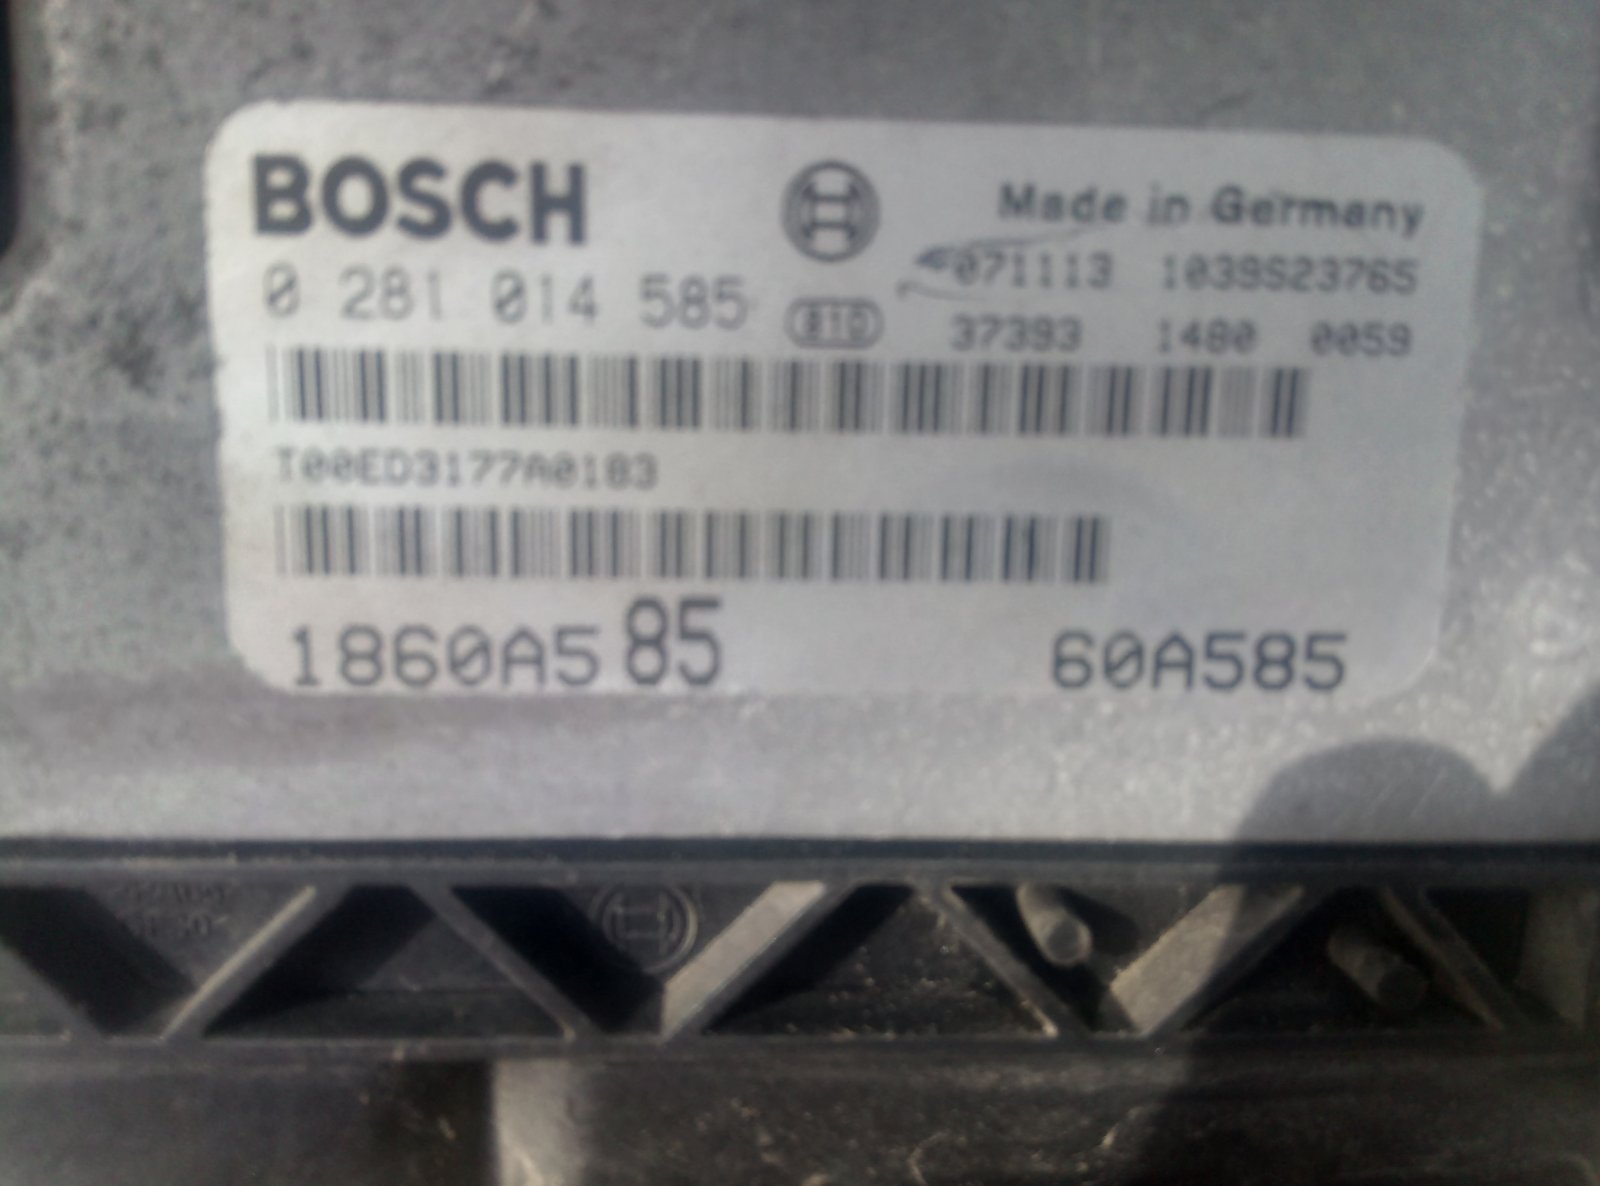 BOSCH
Made in Germany
071113 1039S23765
0 281 014 585
37393 1480 0059
T00ED3177A0183
1860A585
60A585